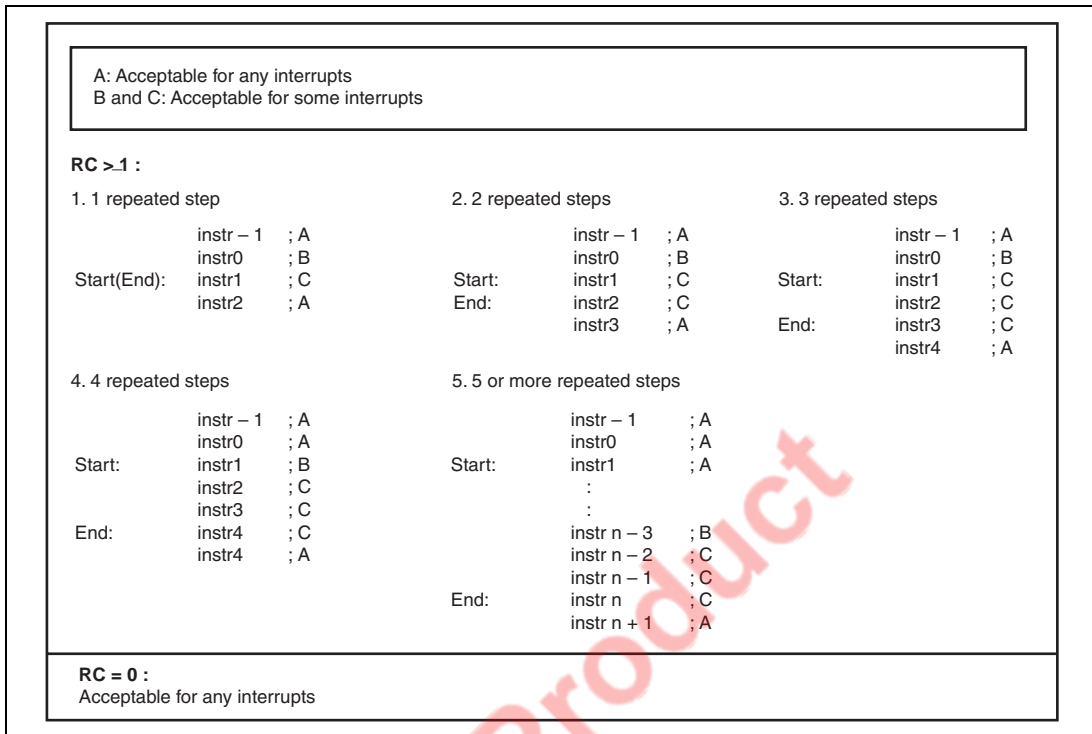 A: Acceptable for any interrupts
B and C: Acceptable for some interrupts
RC ≥ 1 :
1. 1 repeated step
instr – 1 ; A
instr0 ; B
Start(End): instr1 ; C
instr2 ; A
2. 2 repeated steps
instr – 1 ; A
instr0 ; B
Start: instr1 ; C
End: instr2 ; C
instr3 ; A
3. 3 repeated steps
instr – 1 ; A
instr0 ; B
Start: instr1 ; C
instr2 ; C
End: instr3 ; C
instr4 ; A
4. 4 repeated steps
instr – 1 ; A
instr0 ; A
Start: instr1 ; B
instr2 ; C
instr3 ; C
End: instr4 ; C
instr4 ; A
5. 5 or more repeated steps
instr – 1 ; A
instr0 ; A
Start: instr1 ; A
:
:
instr n – 3 ; B
instr n – 2 ; C
instr n – 1 ; C
End: instr n ; C
instr n + 1 ; A
RC = 0 :
Acceptable for any interrupts
Product